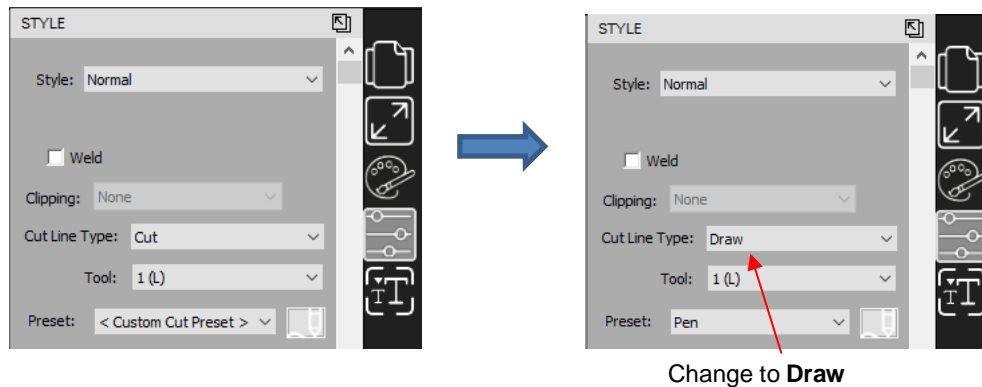 STYLE
Style: Normal
Weld
Clipping: None
Cut Line Type: Cut
Tool: 1 (L)
Preset: < Custom Cut Preset >
T
STYLE
Style: Normal
Weld
Clipping: None
Cut Line Type: Draw
Tool: 1 (L)
Preset: Pen
T
Change to Draw